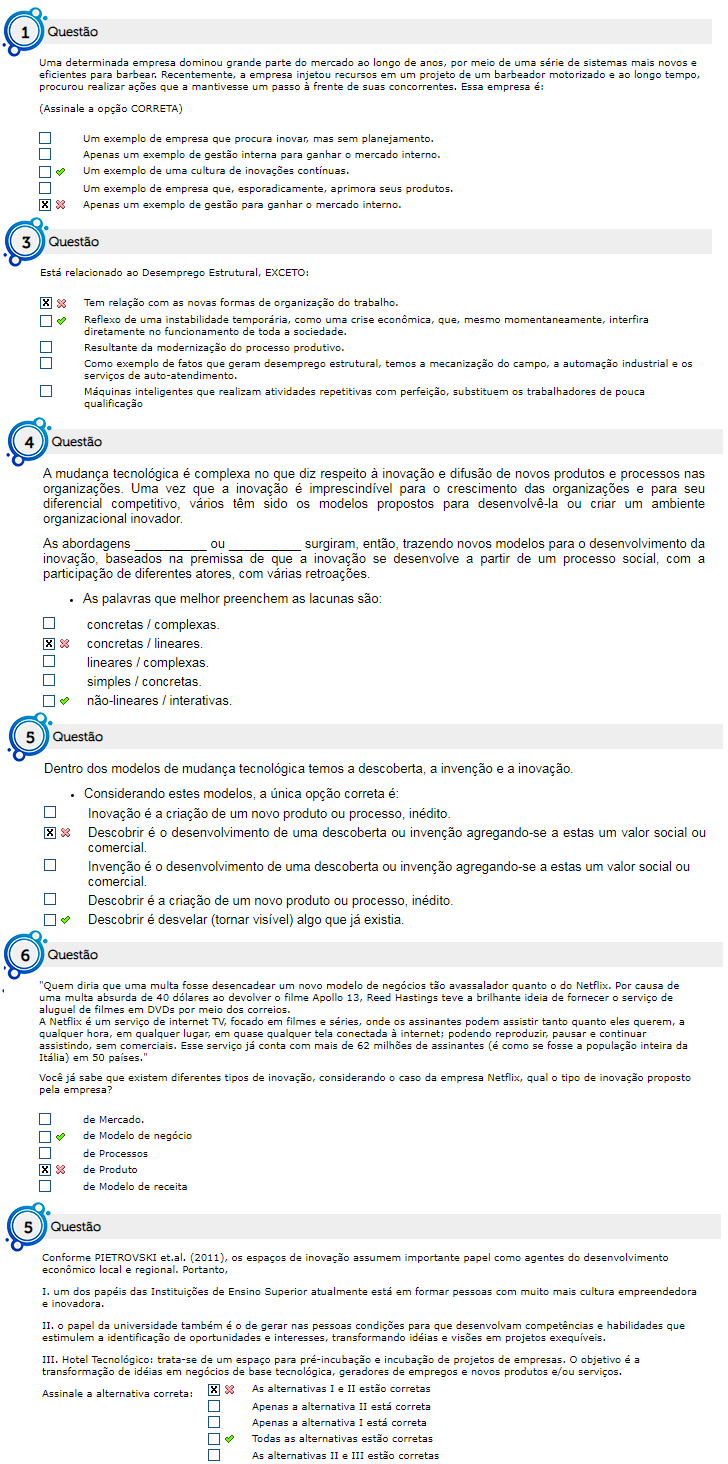 1 Questão
Uma determinada empresa dominou grande parte do mercado ao longo de anos, por meio de uma série de sistemas mais novos e
eficientes para barbear. Recentemente, a empresa injetou recursos em um projeto de um barbeador motorizado e ao longo tempo,
procurou realizar ações que a mantivesse um passo à frente de suas concorrentes. Essa empresa é:
(Assinale a opção CORRETA)
Um exemplo de empresa que procura inovar, mas sem planejamento.
Apenas um exemplo de gestão interna para ganhar o mercado interno.
Um exemplo de uma cultura de inovações contínuas.
Um exemplo de empresa que, esporadicamente, aprimora seus produtos.
Apenas um exemplo de gestão para ganhar o mercado interno.
3 Questão
Está relacionado ao Desemprego Estrutural, EXCETO:
Tem relação com as novas formas de organização do trabalho.
Reflexo de uma instabilidade temporária, como uma crise econômica, que, mesmo momentaneamente, interfira
diretamente no funcionamento de toda a sociedade.
Resultante da modernização do processo produtivo.
Como exemplo de fatos que geram desemprego estrutural, temos a mecanização do campo, a automação industrial e os
serviços de auto-atendimento.
Máquinas inteligentes que realizam atividades repetitivas com perfeição, substituem os trabalhadores de pouca
qualificação
4 Questão
A mudança tecnológica é complexa no que diz respeito à inovação e difusão de novos produtos e processos nas
organizações. Uma vez que a inovação é imprescindível para o crescimento das organizações e para seu
diferencial competitivo, vários têm sido os modelos propostos para desenvolvê-la ou criar um ambiente
organizacional inovador.
As abordagens __________ ou __________ surgiram, então, trazendo novos modelos para o desenvolvimento da
inovação, baseados na premissa de que a inovação se desenvolve a partir de um processo social, com a
participação de diferentes atores, com várias retroações.
• As palavras que melhor preenchem as lacunas são:
concretas / complexas.
concretas / lineares.
lineares / complexas.
simples / concretas.
não-lineares / interativas.
5 Questão
Dentro dos modelos de mudança tecnológica temos a descoberta, a invenção e a inovação.
• Considerando estes modelos, a única opção correta é:
Inovação é a criação de um novo produto ou processo, inédito.
Descobrir é o desenvolvimento de uma descoberta ou invenção agregando-se a estas um valor social ou
comercial.
Invenção é o desenvolvimento de uma descoberta ou invenção agregando-se a estas um valor social ou
comercial.
Descobrir é a criação de um novo produto ou processo, inédito.
Descobrir é desvelar (tornar visível) algo que já existia.
6 Questão
"Quem diria que uma multa fosse desencadear um novo modelo de negócios tão avassalador quanto o do Netflix. Por causa de
uma multa absurda de 40 dólares ao devolver o filme Apollo 13, Reed Hastings teve a brilhante ideia de fornecer o serviço de
aluguel de filmes em DVDs por meio dos correios.
A Netflix é um serviço de internet TV, focado em filmes e séries, onde os assinantes podem assistir tanto quanto eles querem, a
qualquer hora, em qualquer lugar, em quase qualquer tela conectada à internet; podendo reproduzir, pausar e continuar
assistindo, sem comerciais. Esse serviço já conta com mais de 62 milhões de assinantes (é como se fosse a população inteira da
Itália) em 50 países."
Você já sabe que existem diferentes tipos de inovação, considerando o caso da empresa Netflix, qual o tipo de inovação proposto
pela empresa?
de Mercado.
de Modelo de negócio
de Processos
de Produto
de Modelo de receita
5 Questão
Conforme PIETROVSKI et.al. (2011), os espaços de inovação assumem importante papel como agentes do desenvolvimento
econômico local e regional. Portanto,
I. um dos papéis das Instituições de Ensino Superior atualmente está em formar pessoas com muito mais cultura empreendedora
e inovadora.
II. o papel da universidade também é o de gerar nas pessoas condições para que desenvolvam competências e habilidades que
estimulem a identificação de oportunidades e interesses, transformando idéias e visões em projetos exequíveis.
III. Hotel Tecnológico: trata-se de um espaço para pré-incubação e incubação de projetos de empresas. O objetivo é a
transformação de idéias em negócios de base tecnológica, geradores de empregos e novos produtos e/ou serviços.
Assinale a alternativa correta:
As alternativas I e II estão corretas
Apenas a alternativa II está correta
Apenas a alternativa I está correta
Todas as alternativas estão corretas
As alternativas II e III estão corretas